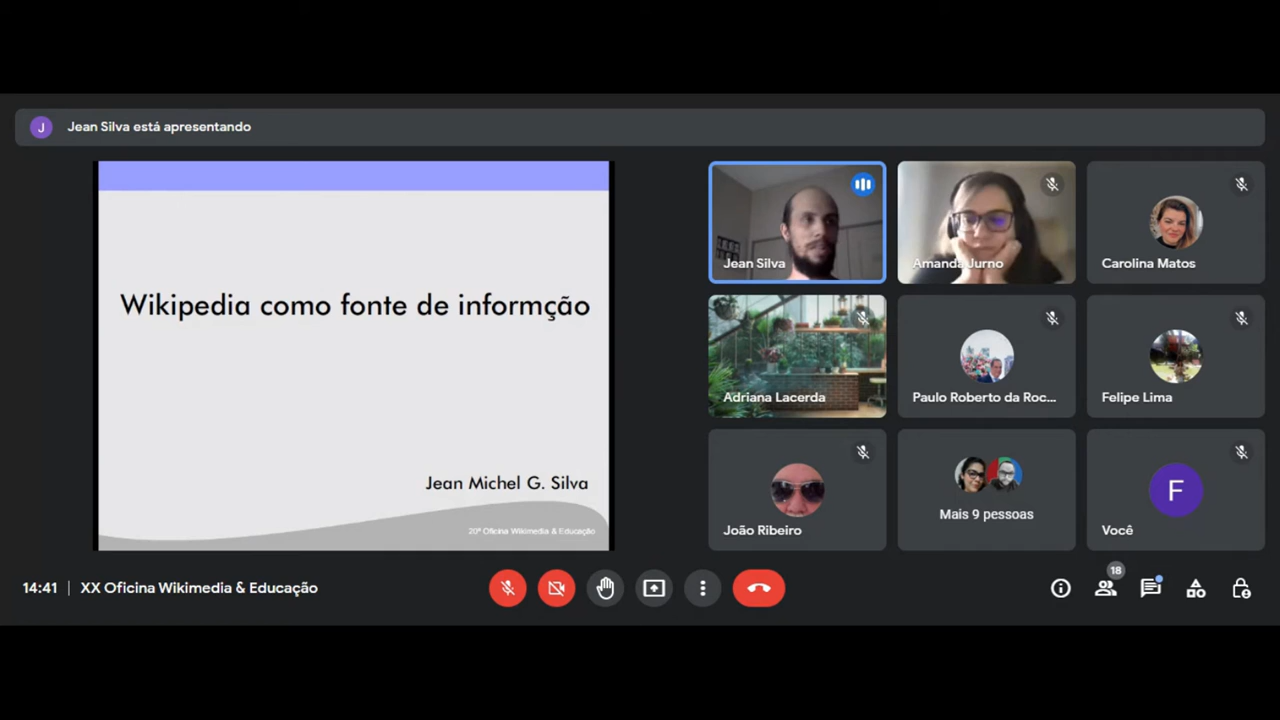 J
Jean Silva está apresentando
Wikipedia como fonte de informção
Jean Michel G. Silva
20ª Oficina Wikimedia & Educação
Jean Silva
Amanda Jurno
Carolina Matos
Adriana Lacerda
Paulo Roberto da Roc...
Felipe Lima
João Ribeiro
Mais 9 pessoas
F
Você
14:41 | XX Oficina Wikimedia & Educação
18